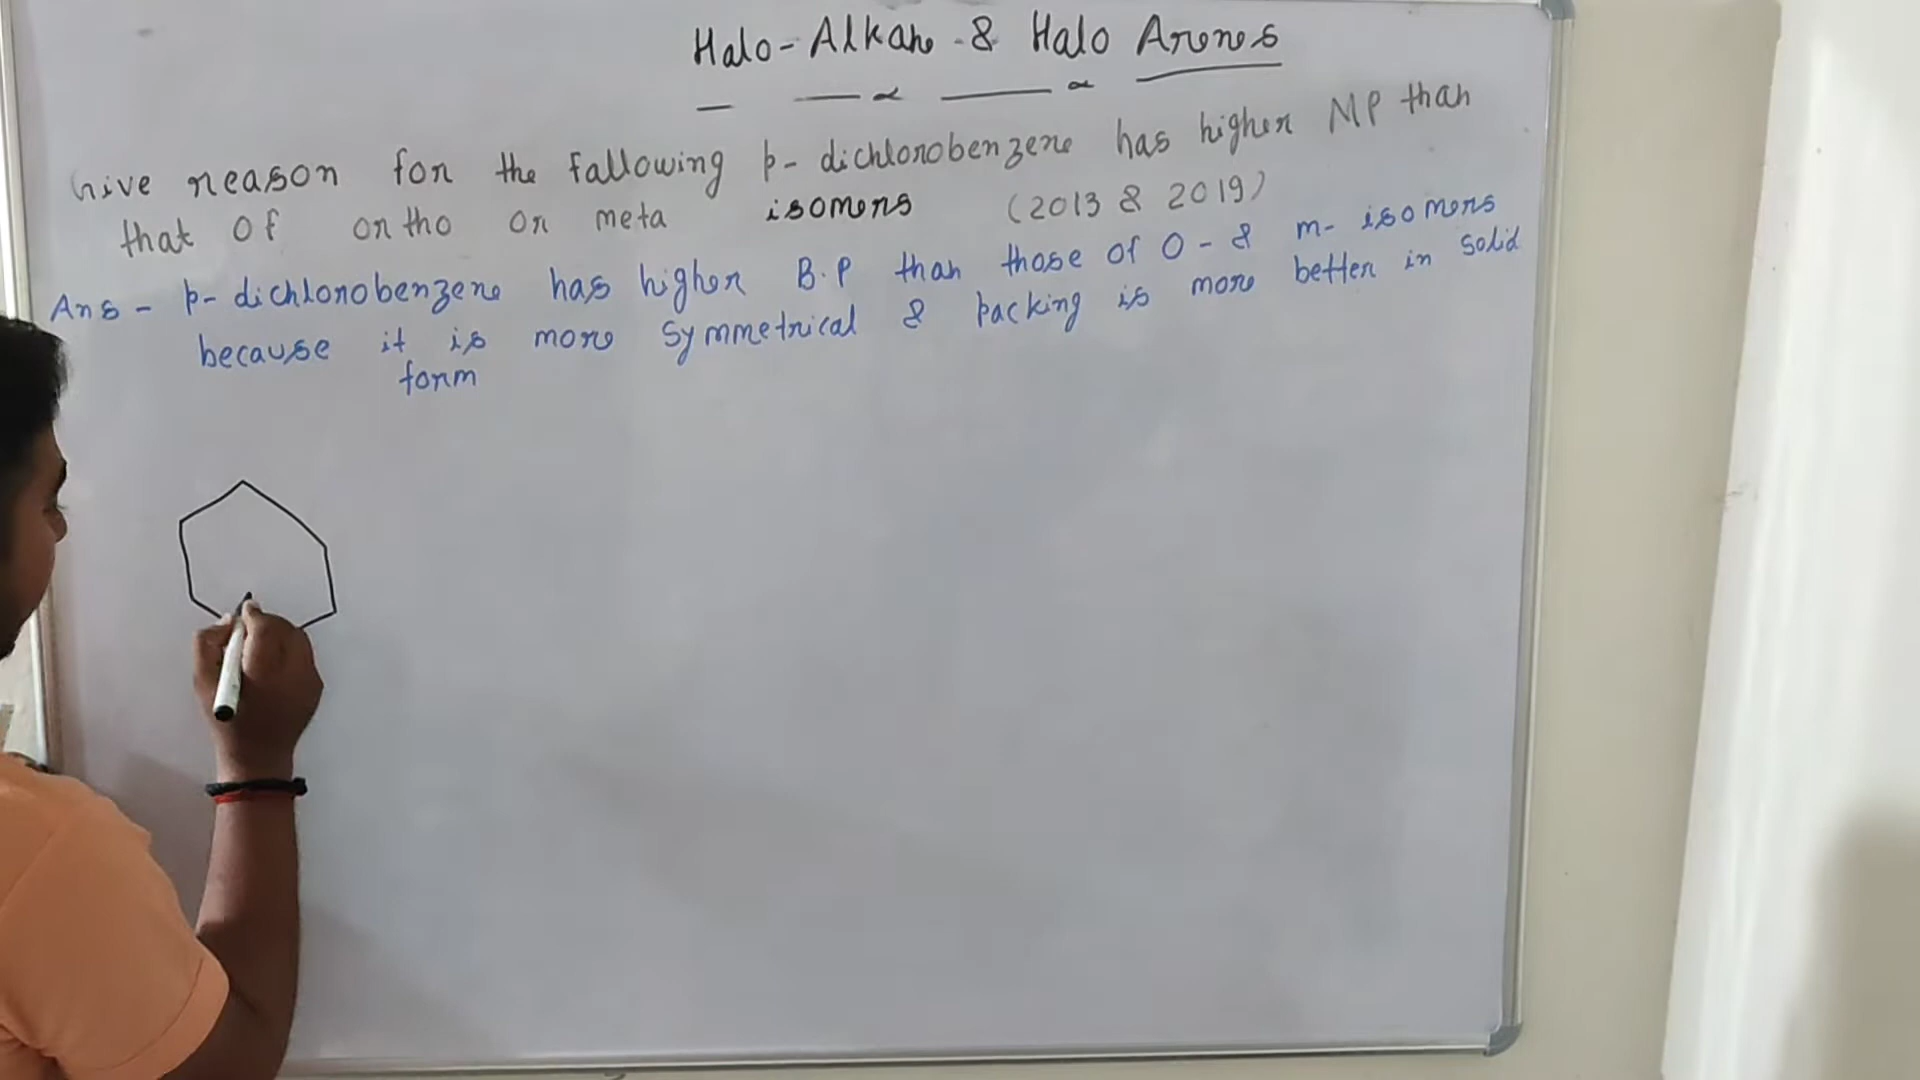 Halo-Alkane & Halo Arenes
Give reason for the fallowing p-dichlorobenzene has higher MP than
that of ortho or meta isomers (2013 & 2019)
Ans - p-dichlorobenzene has higher B.P than those of O- & m- isomers
because it is more symmetrical & packing is more better in solid
form